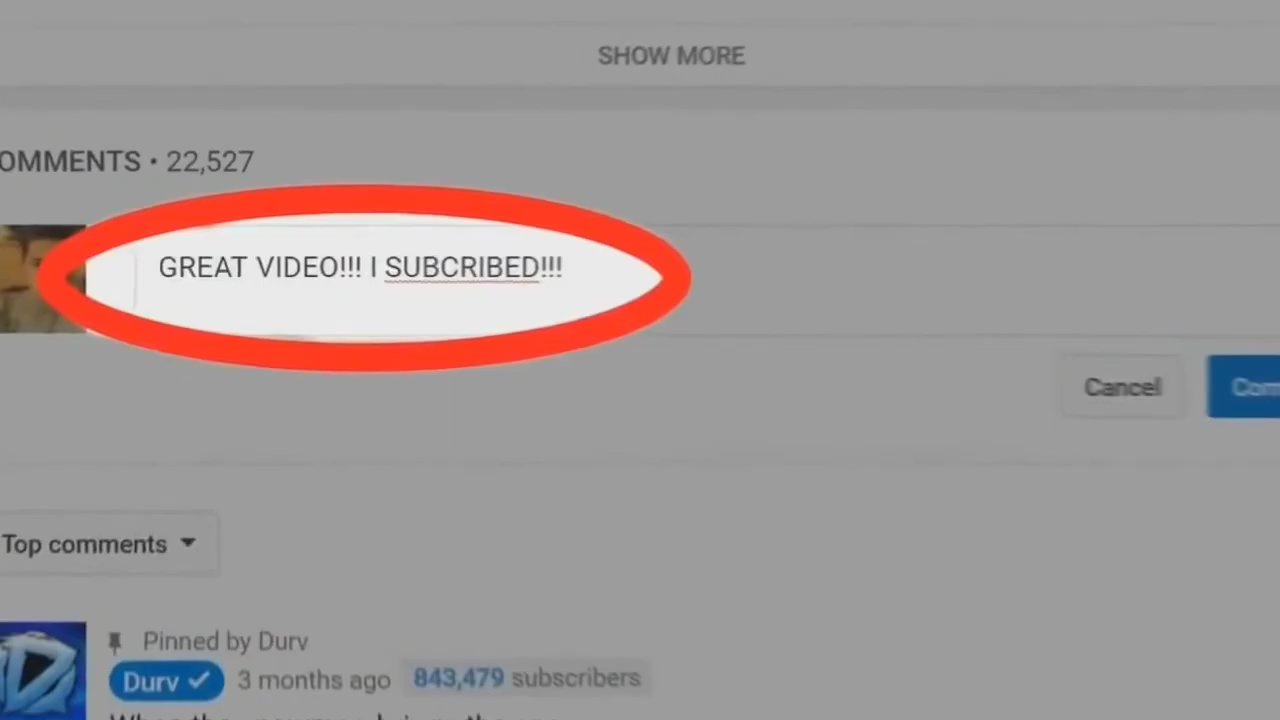 SHOW MORE
OMMENTS • 22,527
GREAT VIDEO!!! I SUBCRIBED!!!
Cancel
Com
Top comments
Pinned by Durv
Durv
3 months ago
843,479 subscribers